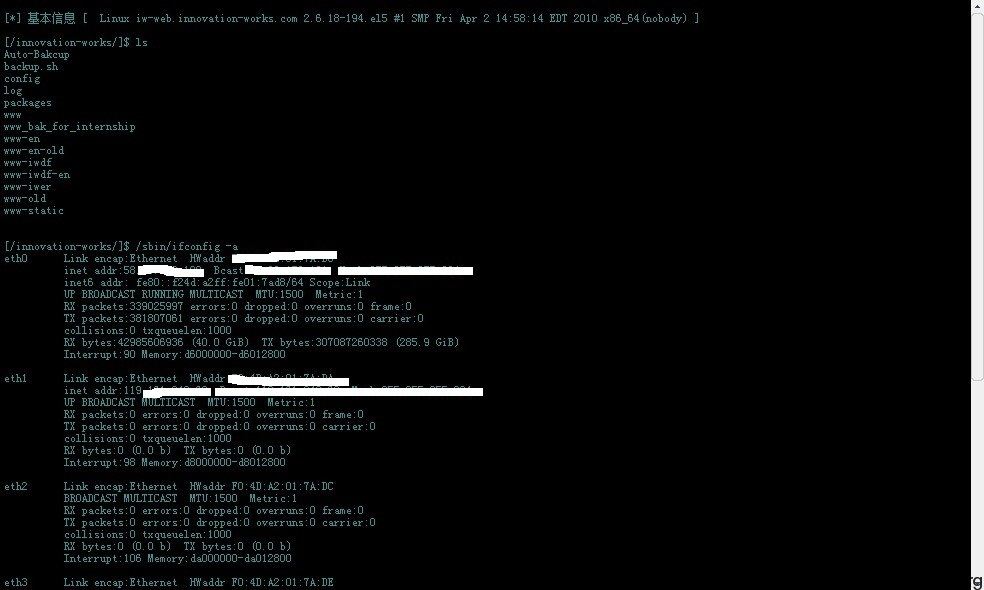 [*] 基本信息 [  Linux iw-web.innovation-works.com 2.6.18-194.el5 #1 SMP Fri Apr 2 14:58:14 EDT 2010 x86_64(nobody) ]
[/innovation-works/]$ ls
Auto-Bakcup
backup.sh
config
log
packages
www
www_bak_for_internship
www-en
www-en-old
www-iwdf
www-iwdf-en
www-iwer
www-old
www-static
[/innovation-works/]$ /sbin/ifconfig -a
eth0 Link encap:Ethernet HWaddr
inet addr:58 Bcast
inet6 addr: fe80::f24d:a2ff:fe01:7ad8/64 Scope:Link
UP BROADCAST RUNNING MULTICAST MTU:1500 Metric:1
RX packets:339025997 errors:0 dropped:0 overruns:0 frame:0
TX packets:381807061 errors:0 dropped:0 overruns:0 carrier:0
collisions:0 txqueuelen:1000
RX bytes:42985606936 (40.0 GiB) TX bytes:307087260338 (285.9 GiB)
Interrupt:90 Memory:d6000000-d6012800
eth1 Link encap:Ethernet HWaddr
inet addr:119
UP BROADCAST MULTICAST MTU:1500 Metric:1
RX packets:0 errors:0 dropped:0 overruns:0 frame:0
TX packets:0 errors:0 dropped:0 overruns:0 carrier:0
collisions:0 txqueuelen:1000
RX bytes:0 (0.0 b) TX bytes:0 (0.0 b)
Interrupt:98 Memory:d8000000-d8012800
eth2 Link encap:Ethernet HWaddr F0:4D:A2:01:7A:DC
BROADCAST MULTICAST MTU:1500 Metric:1
RX packets:0 errors:0 dropped:0 overruns:0 frame:0
TX packets:0 errors:0 dropped:0 overruns:0 carrier:0
collisions:0 txqueuelen:1000
RX bytes:0 (0.0 b) TX bytes:0 (0.0 b)
Interrupt:106 Memory:da000000-da012800
eth3 Link encap:Ethernet HWaddr F0:4D:A2:01:7A:DE
rg